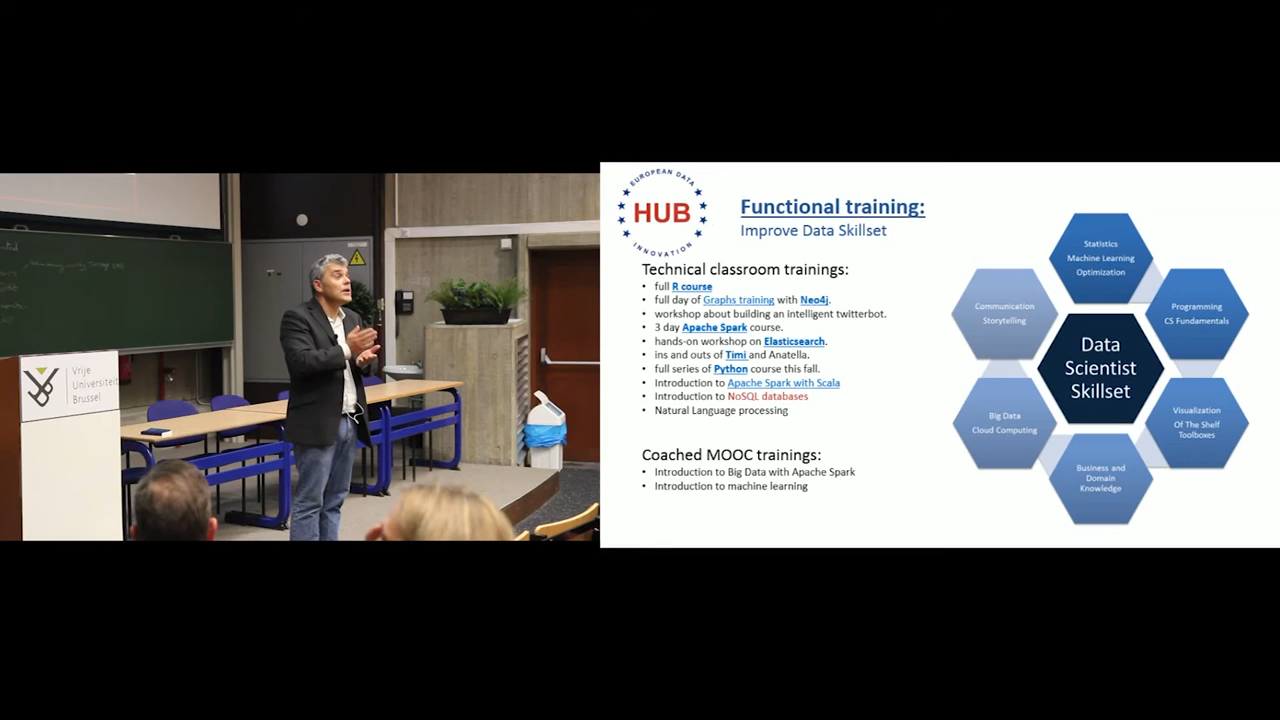 Vrije
Universiteit
Brussel
EUROPEAN DATA
HUB
INNOVATION
Functional training:
Improve Data Skillset
Technical classroom trainings:
• full R course
• full day of Graphs training with Neo4j.
• workshop about building an intelligent twitterbot.
• 3 day Apache Spark course.
• hands-on workshop on Elasticsearch.
• ins and outs of Timi and Anatella.
• full series of Python course this fall.
• Introduction to Apache Spark with Scala
• Introduction to NoSQL databases
• Natural Language processing
Coached MOOC trainings:
• Introduction to Big Data with Apache Spark
• Introduction to machine learning
Statistics
Machine Learning
Optimization
Communication
Storytelling
Programming
CS Fundamentals
Data
Scientist
Skillset
Big Data
Cloud Computing
Visualization
Of The Shelf
Toolboxes
Business and
Domain
Knowledge